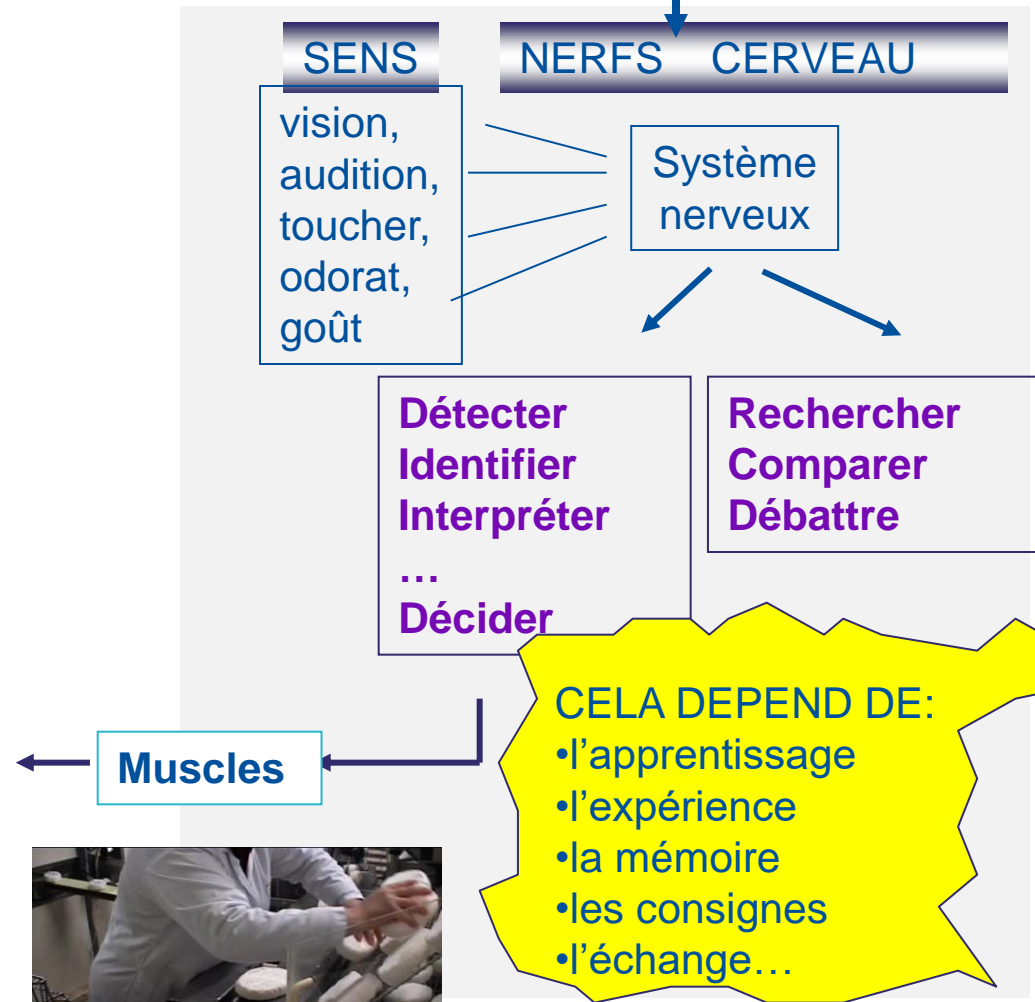 SENS
NERFS CERVEAU
vision,
audition,
toucher,
odorat,
goût
Système
nerveux
Détecter
Identifier
Interpréter
…
Décider
Rechercher
Comparer
Débattre
CELA DEPEND DE:
•l’apprentissage
•l’expérience
•la mémoire
•les consignes
•l’échange…
Muscles